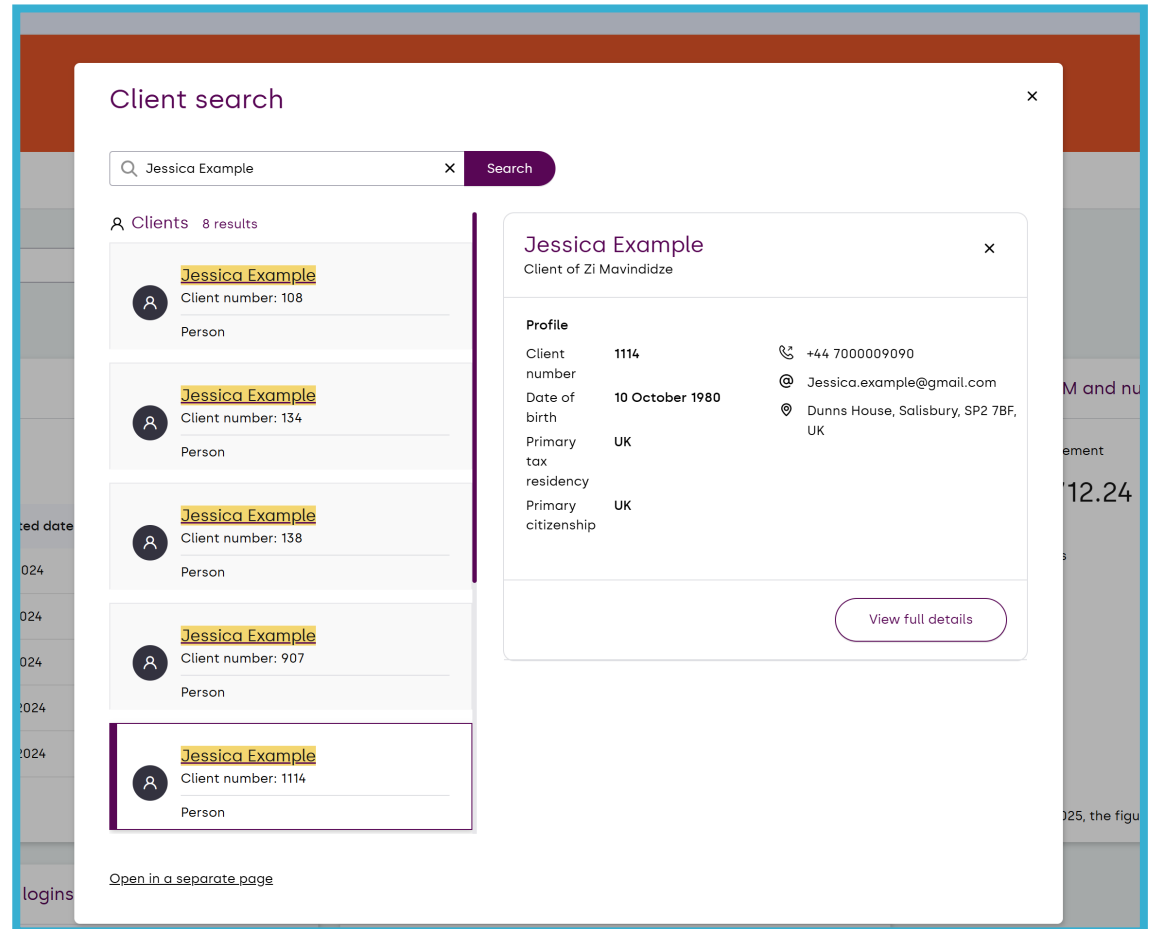 Client search
Jessica Example
Search
Clients 8 results
Jessica Example
Client number: 108
Person
Jessica Example
Client number: 134
Person
Jessica Example
Client number: 138
Person
Jessica Example
Client number: 907
Person
Jessica Example
Client number: 1114
Person
Open in a separate page
Jessica Example
Client of Zi Mavindidze
Profile
Client
number
1114
Date of
birth
10 October 1980
Primary
tax
residency
UK
Primary
citizenship
UK
+44 7000009090
Jessica.example@gmail.com
Dunns House, Salisbury, SP2 7BF,
UK
View full details
date
024
024
024
2024
2024
logins
M and nu
ement
712.24
025, the figu